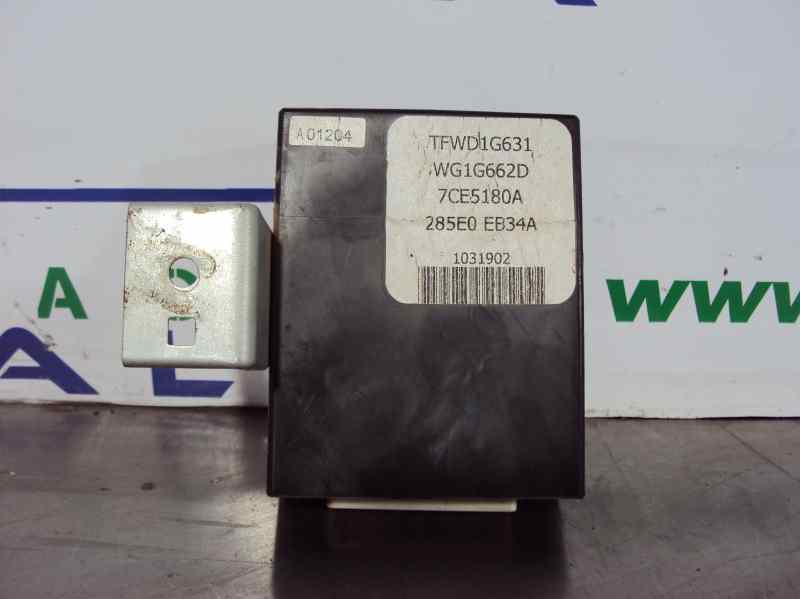 A01204
TFWD1G631
WG1G662D
7CE5180A
285E0 EB34A
1031902
www.